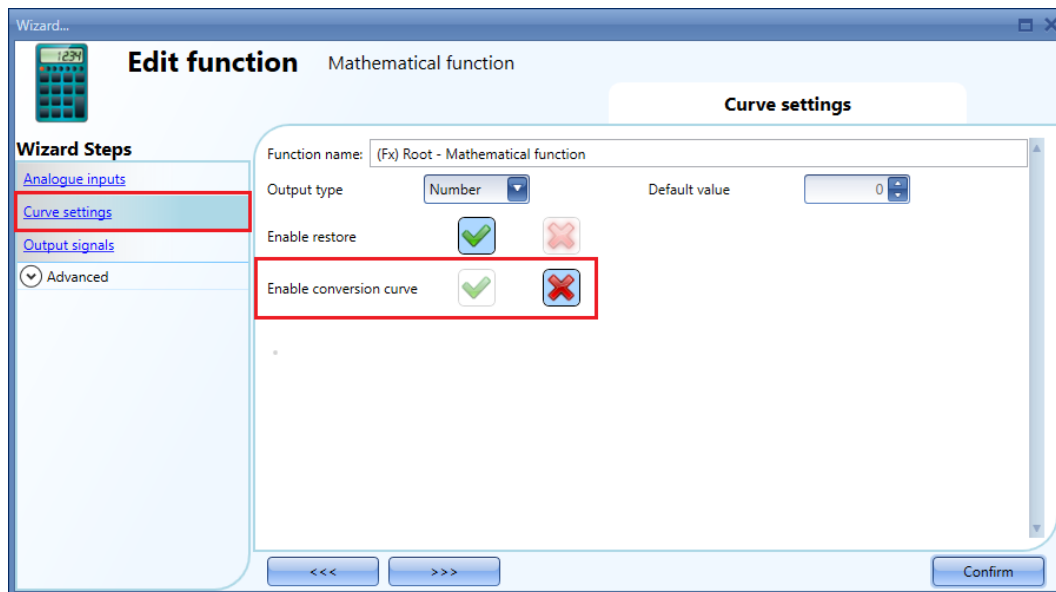 Wizard...
1234
Edit function Mathematical function
Curve settings
Wizard Steps
Analogue inputs
Curve settings
Output signals
Advanced
Function name: (Fx) Root - Mathematical function
Output type Number Default value 0
Enable restore
Enable conversion curve
<<< >>> Confirm